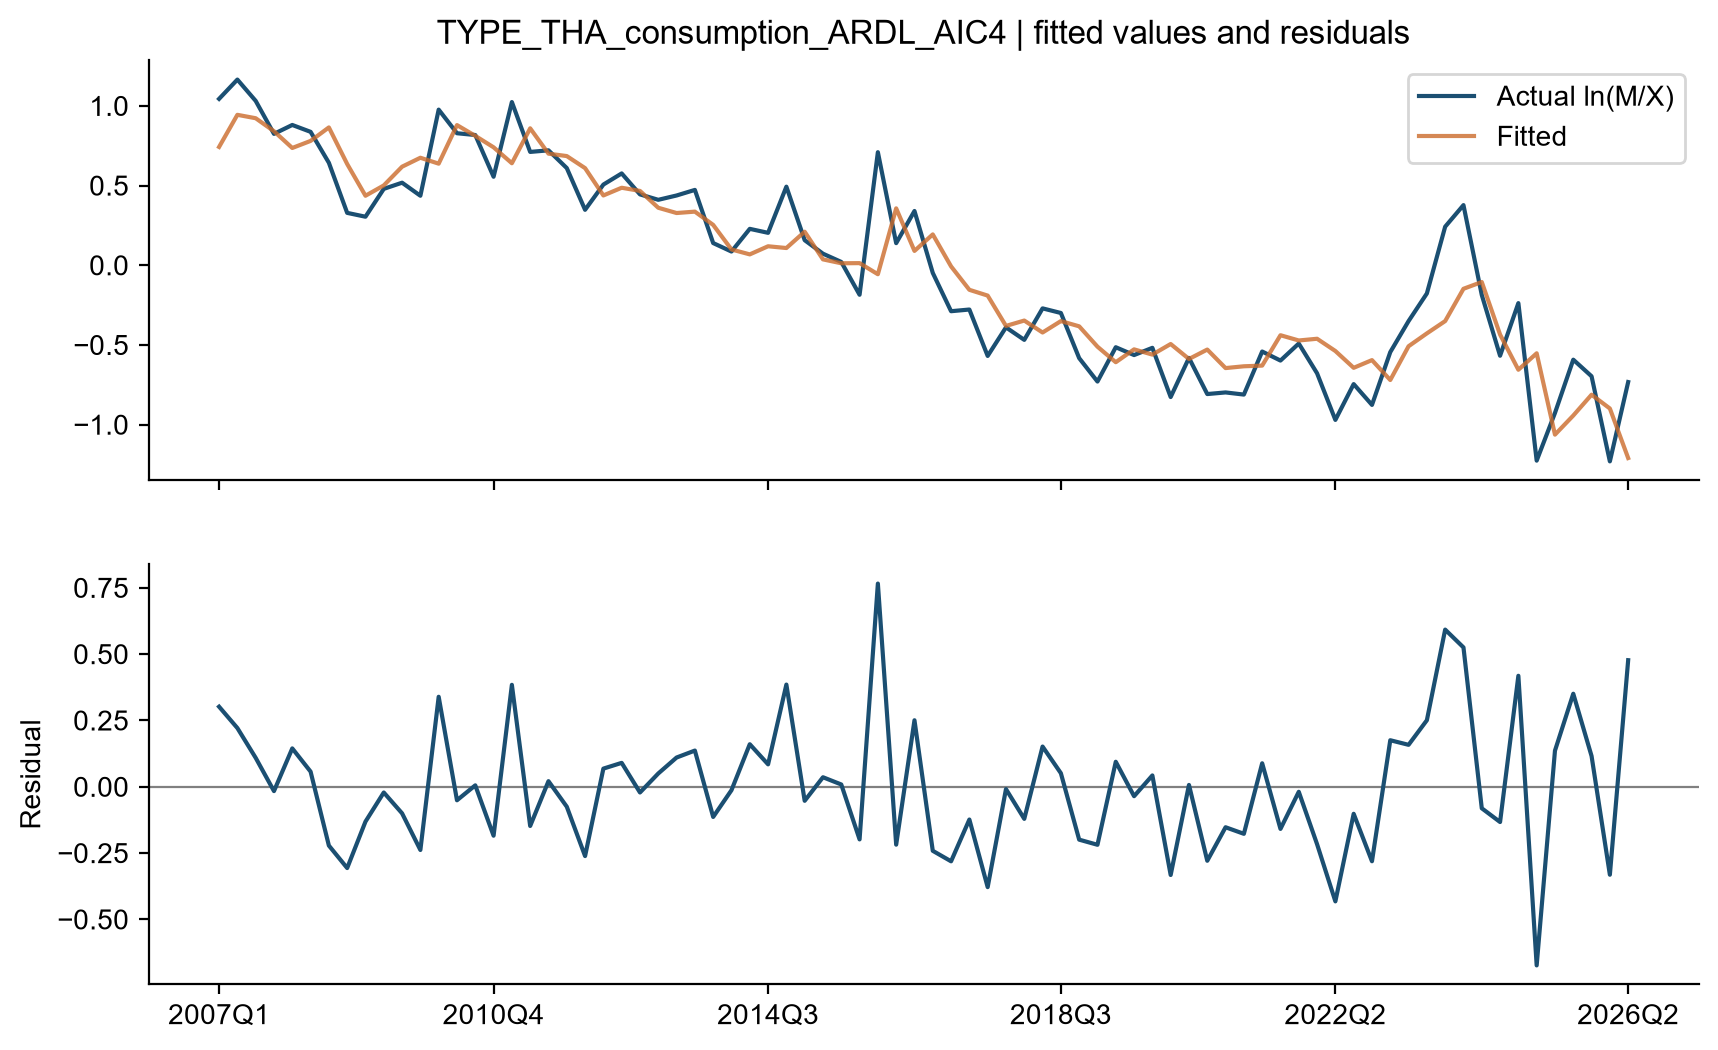 TYPE_THA_consumption_ARDL_AIC4 | fitted values and residuals
Actual ln(M/X)
Fitted
1.0
0.5
0.0
−0.5
−1.0
Residual
0.75
0.50
0.25
0.00
−0.25
−0.50
2007Q1
2010Q4
2014Q3
2018Q3
2022Q2
2026Q2